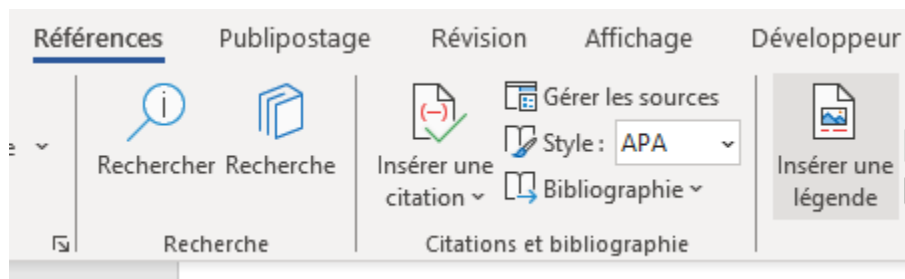 Références Publipostage Révision Affichage Développeur
Rechercher Recherche
Insérer une citation
Gérer les sources
Style : APA
Bibliographie
Insérer une légende
Recherche
Citations et bibliographie